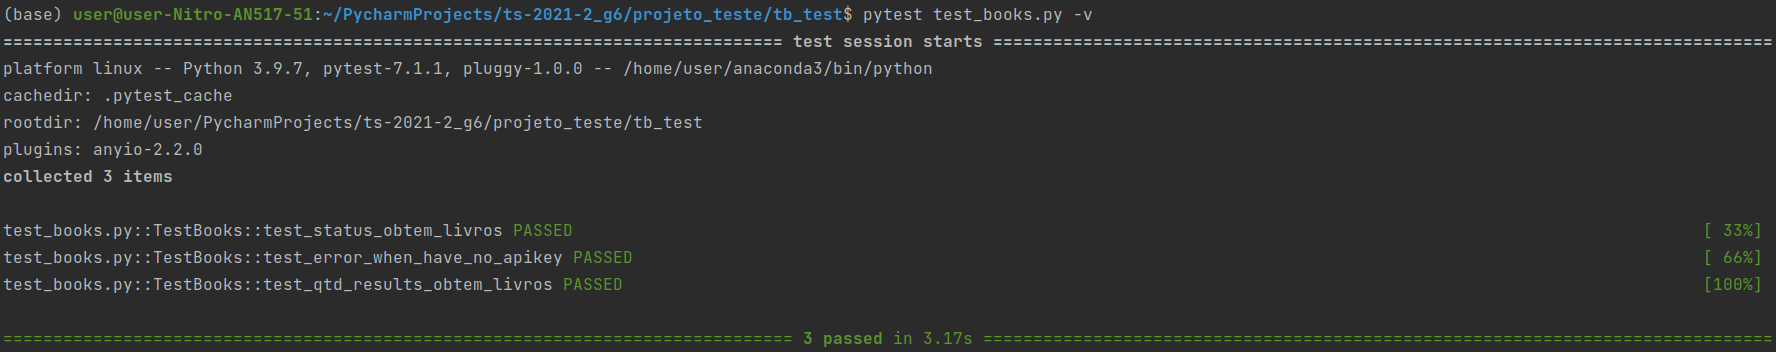 (base) user@user-Nitro-AN517-51:~/PycharmProjects/ts-2021-2_g6/projeto_teste/tb_test$ pytest test_books.py -v
============================================================================== test session starts ==============================================================================
platform linux -- Python 3.9.7, pytest-7.1.1, pluggy-1.0.0 -- /home/user/anaconda3/bin/python
cachedir: .pytest_cache
rootdir: /home/user/PycharmProjects/ts-2021-2_g6/projeto_teste/tb_test
plugins: anyio-2.2.0
collected 3 items
test_books.py::TestBooks::test_status_obtem_livros PASSED [ 33%]
test_books.py::TestBooks::test_error_when_have_no_apikey PASSED [ 66%]
test_books.py::TestBooks::test_qtd_results_obtem_livros PASSED [100%]
=============================================================================== 3 passed in 3.17s ===============================================================================